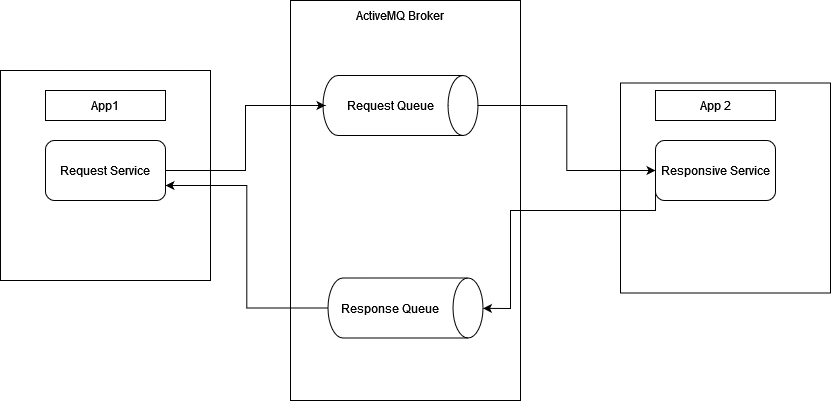 ActiveMQ Broker
App1
Request Queue
App 2
Request Service
Responsive Service
Response Queue